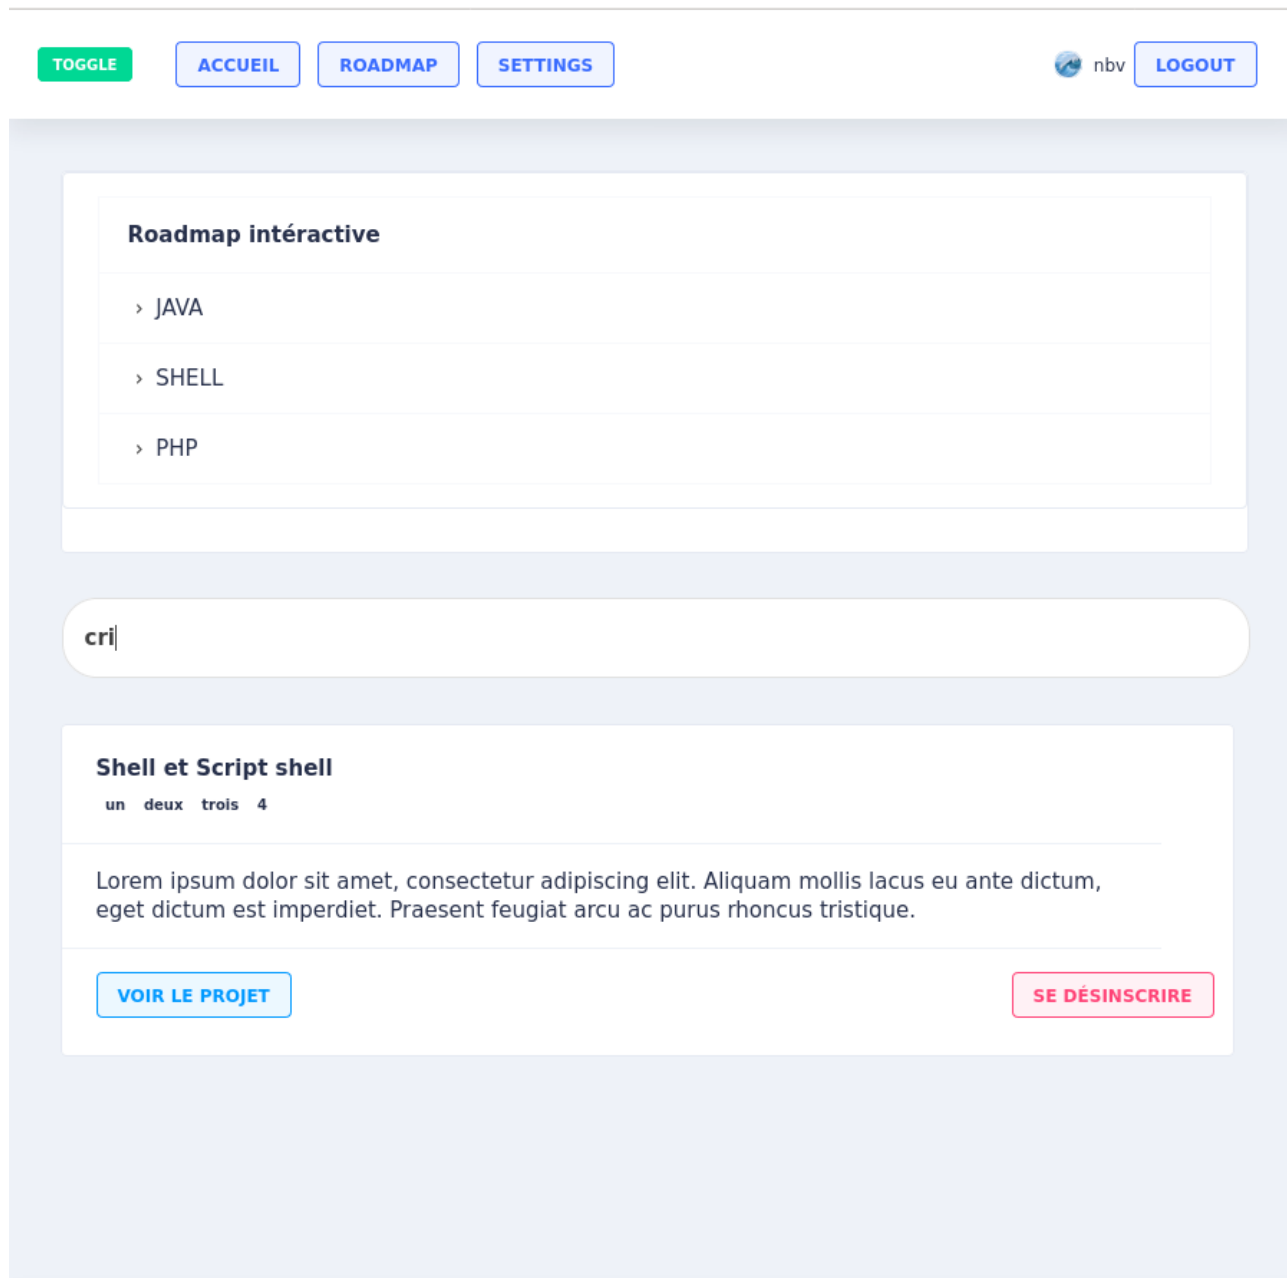 TOGGLE ACCUEIL ROADMAP SETTINGS nbv LOGOUT
Roadmap intéractive
› JAVA
› SHELL
› PHP
cri
Shell et Script shell
un deux trois 4
Lorem ipsum dolor sit amet, consectetur adipiscing elit. Aliquam mollis lacus eu ante dictum,
eget dictum est imperdiet. Praesent feugiat arcu ac purus rhoncus tristique.
VOIR LE PROJET SE DÉSINSCRIRE